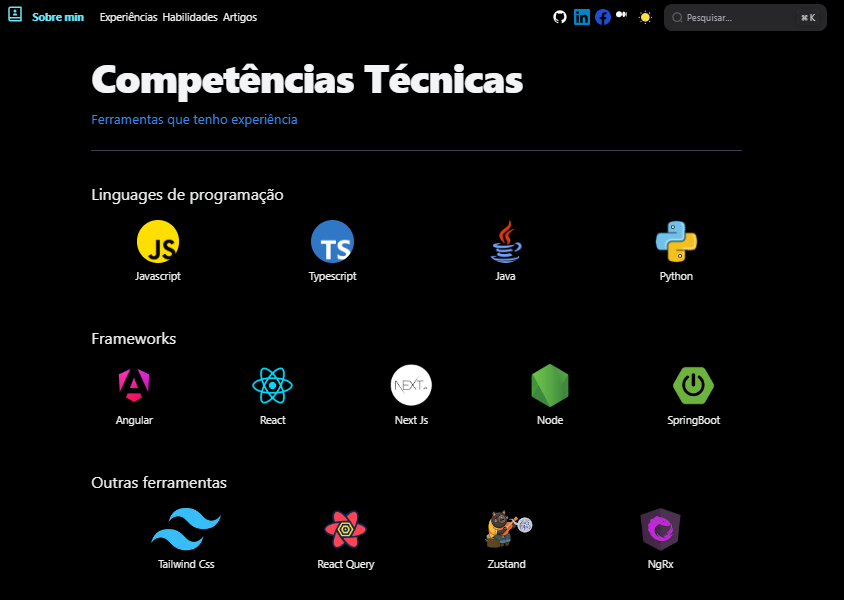 Sobre min Experiências Habilidades Artigos Pesquisar... ⌘K
Competências Técnicas
Ferramentas que tenho experiência
Linguages de programação
JS TS
Javascript Typescript Java Python
Frameworks
NEXT.JS
Angular React Next Js Node SpringBoot
Outras ferramentas
Tailwind Css React Query Zustand NgRx